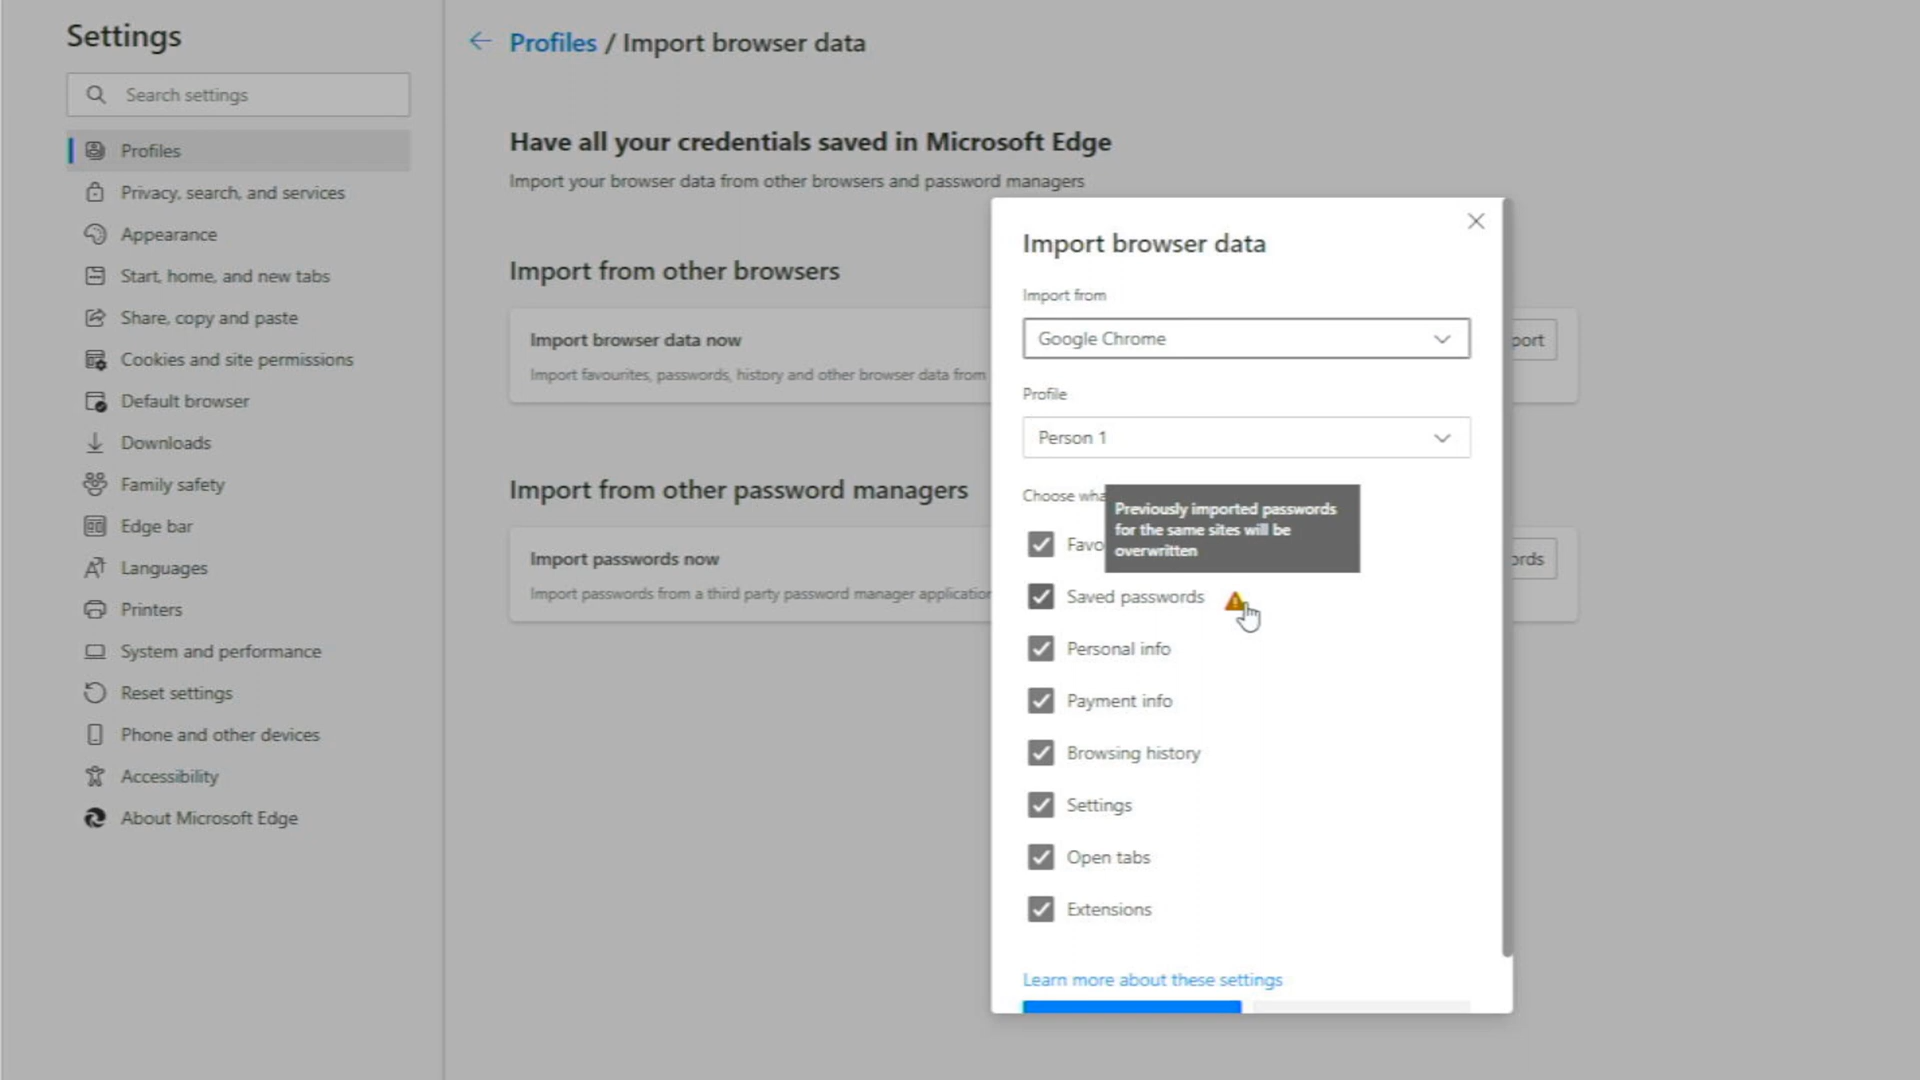 Settings
Search settings
Profiles
Privacy, search, and services
Appearance
Start, home, and new tabs
Share, copy and paste
Cookies and site permissions
Default browser
Downloads
Family safety
Edge bar
Languages
Printers
System and performance
Reset settings
Phone and other devices
Accessibility
About Microsoft Edge
Profiles / Import browser data
Have all your credentials saved in Microsoft Edge
Import your browser data from other browsers and password managers
Import from other browsers
Import browser data now
Import favourites, passwords, history and other browser data from
port
Import from other password managers
Import passwords now
Import passwords from a third party password manager application
ords
Import browser data
Import from
Google Chrome
Profile
Person 1
Choose wha
Previously imported passwords
for the same sites will be
overwritten
Favo
Saved passwords
Personal info
Payment info
Browsing history
Settings
Open tabs
Extensions
Learn more about these settings